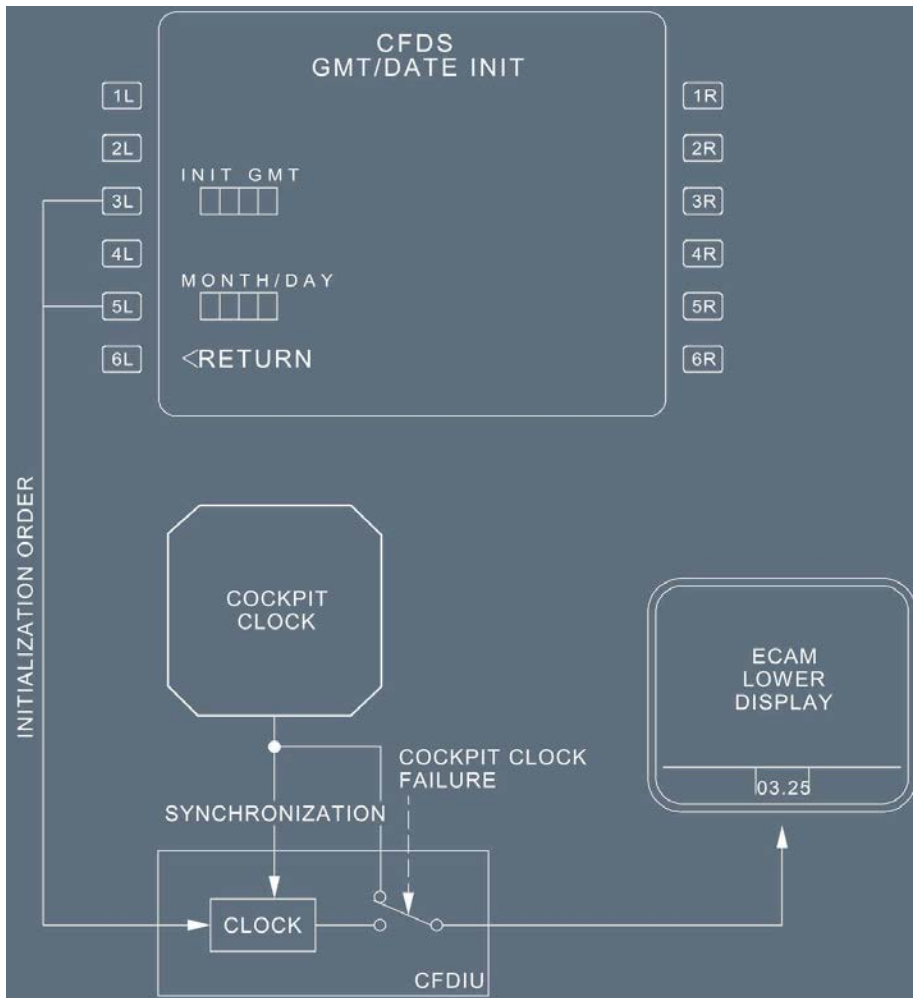 CFDS
GMT/DATE INIT
1L
1R
2L
2R
INIT GMT
3L
3R
4L
4R
MONTH/DAY
5L
5R
6L
<RETURN
6R
INITIALIZATION ORDER
COCKPIT
CLOCK
ECAM
LOWER
DISPLAY
03.25
COCKPIT CLOCK
FAILURE
SYNCHRONIZATION
CLOCK
CFDIU